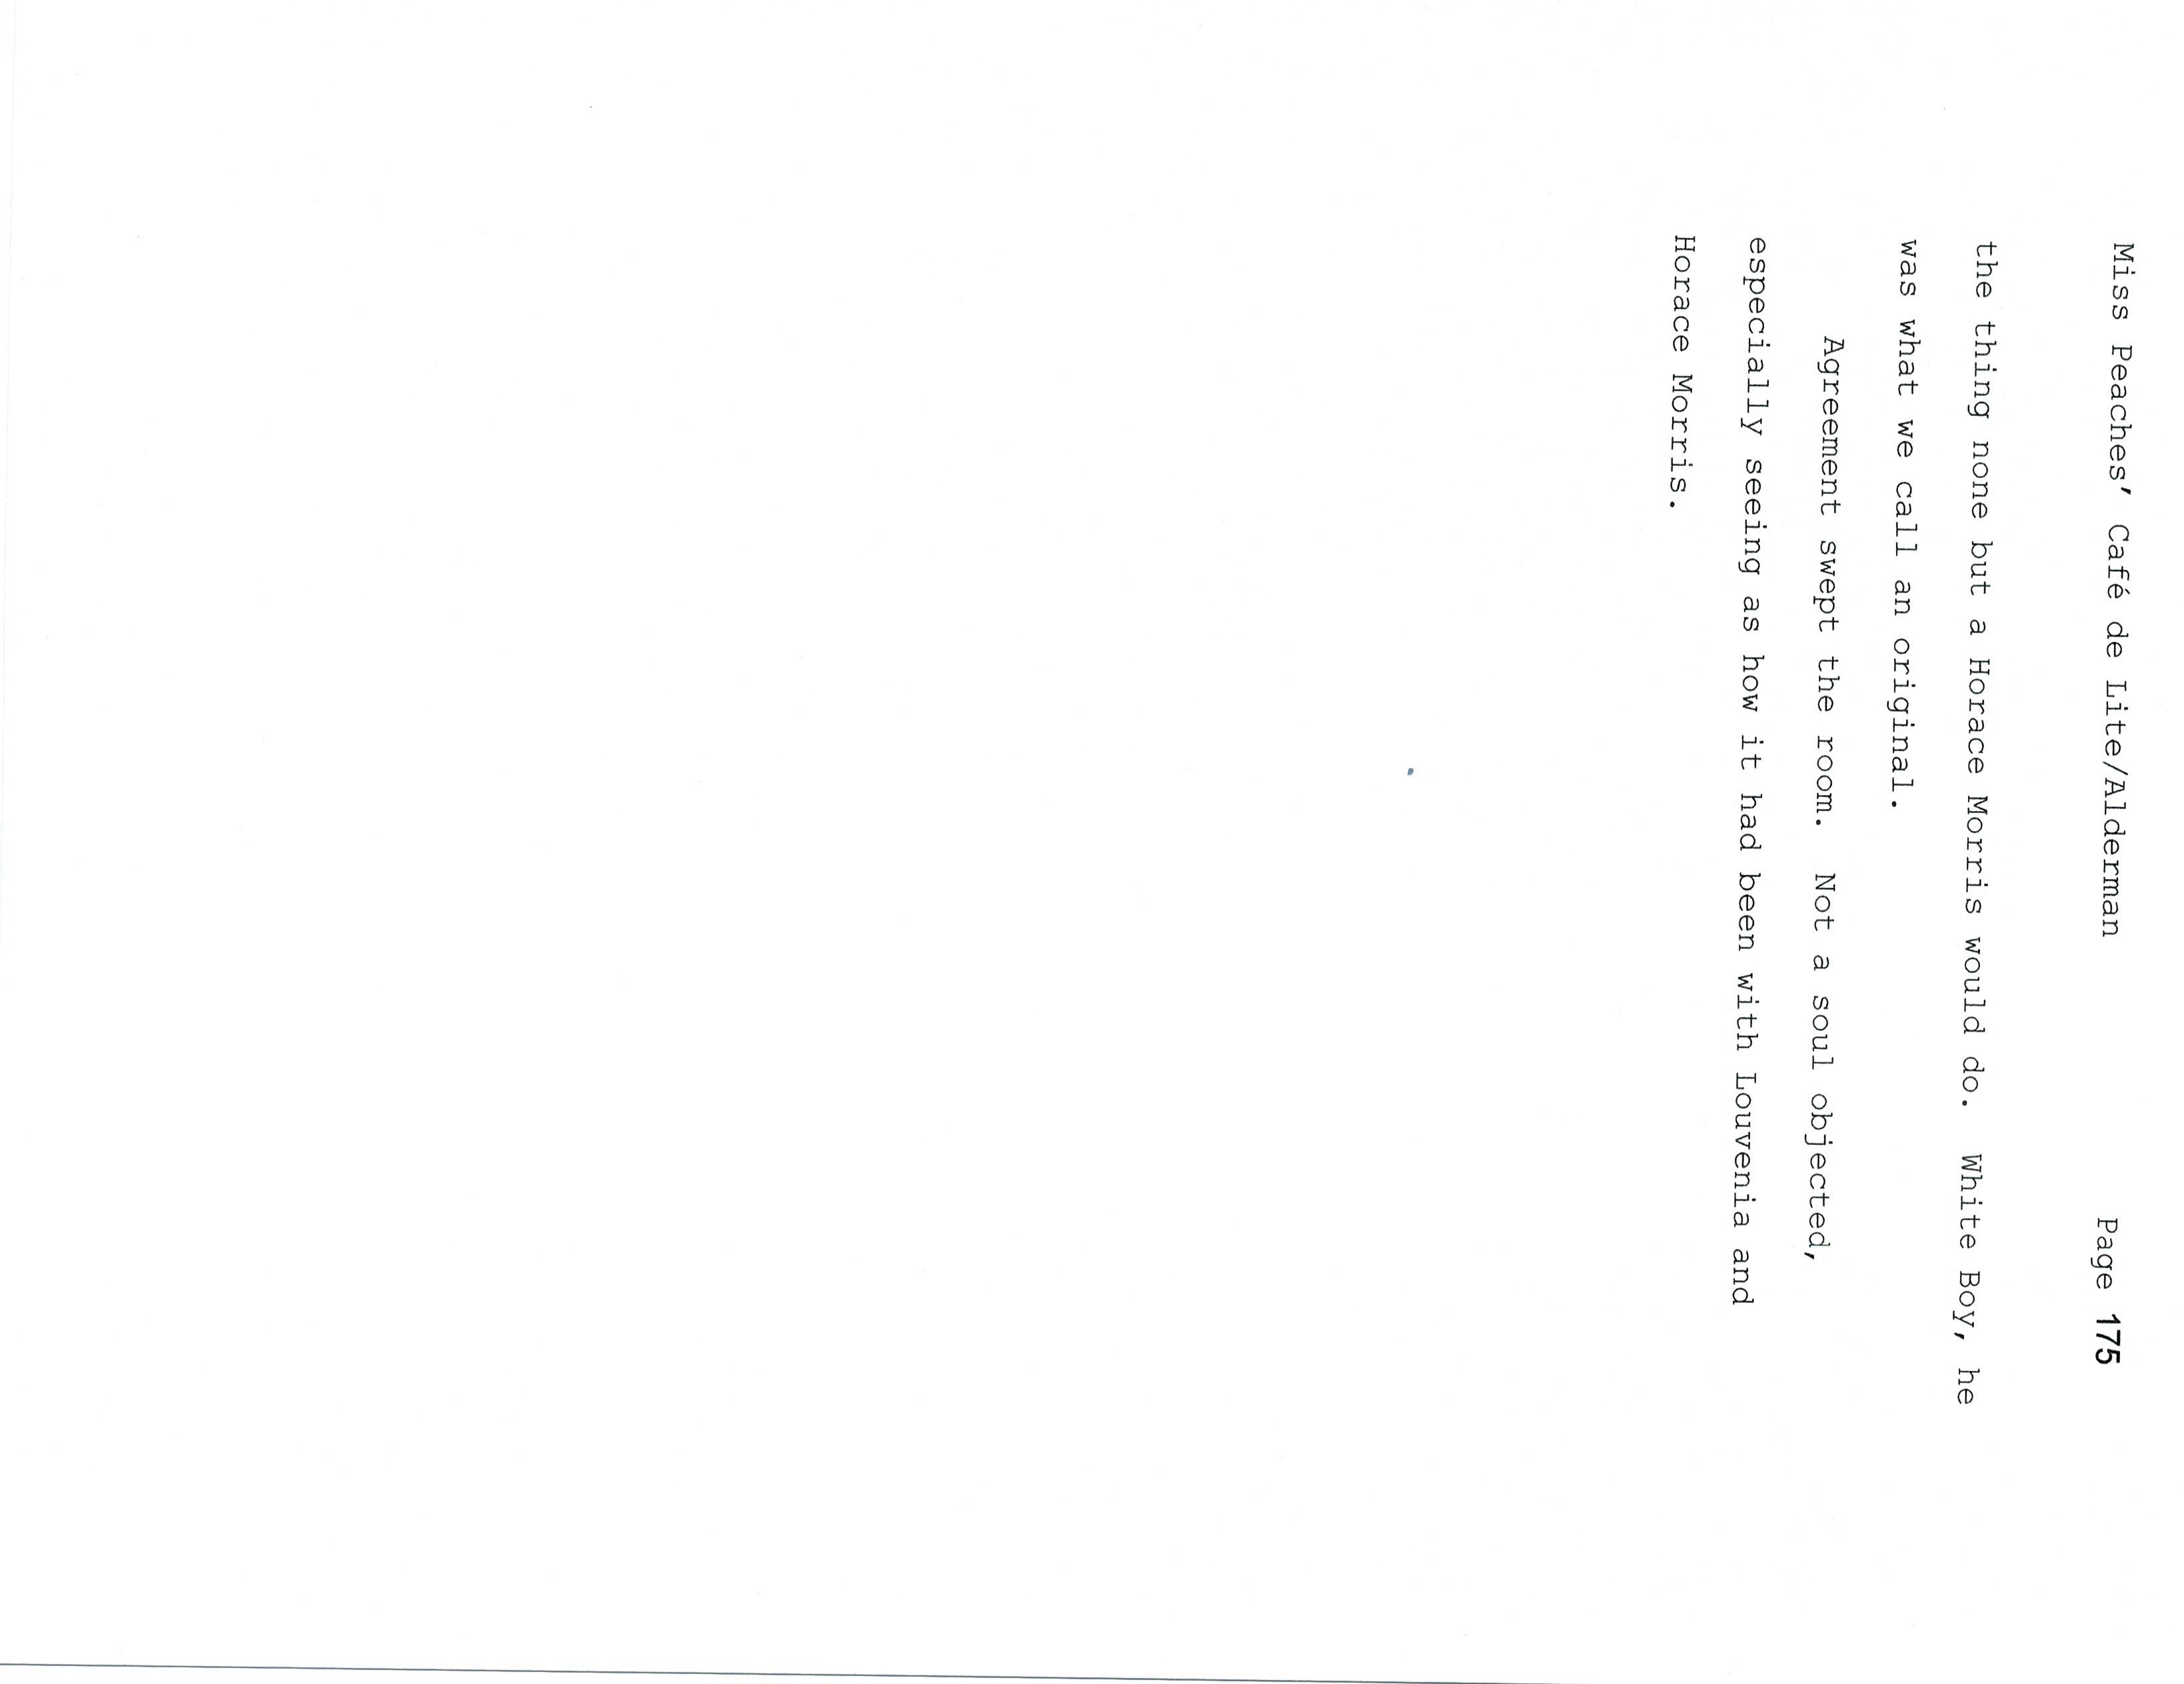 Miss Peaches' Café de Lite/Alderman Page 175
the thing none but a Horace Morris would do.  White Boy, he
was what we call an original.
Agreement swept the room.  Not a soul objected,
especially seeing as how it had been with Louvenia and
Horace Morris.